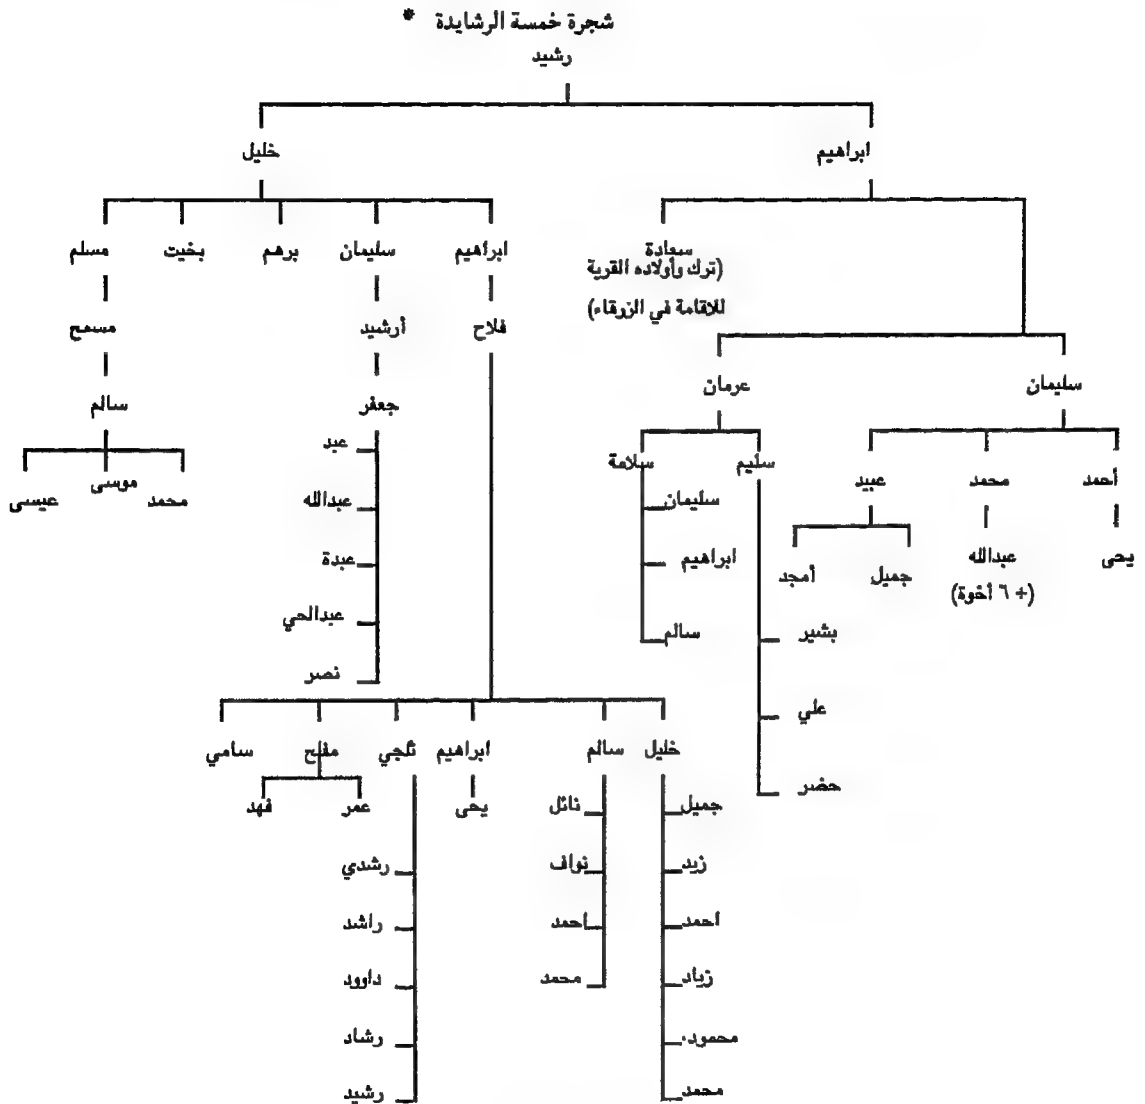 شجرة خمسة الرشايدة *
رشيد
ابراهيم
خليل
سعادة
(ترك وأولاده القرية
للاقامة في الزرقاء)
ابراهيم
سليمان
برهم
بخيت
مسلم
فلاح
أرشيد
مسمح
سليمان
عرمان
جعفر
سالم
أحمد
محمد
عبيد
سليم
سلامة
عيد
عبدالله
عبدة
عبدالحي
نصر
محمد
موسى
عيسى
يحى
عبدالله
(+ ٦ أخوة)
جميل
أمجد
سليمان
ابراهيم
سالم
بشير
علي
حضر
خليل
سالم
ابراهيم
ثلجي
مفلح
سامي
جميل
زيد
احمد
زياد
محمود،
محمد
نائل
نواف
احمد
محمد
يحى
عمر
فهد
رشدي
راشد
داوود
رشاد
رشيد